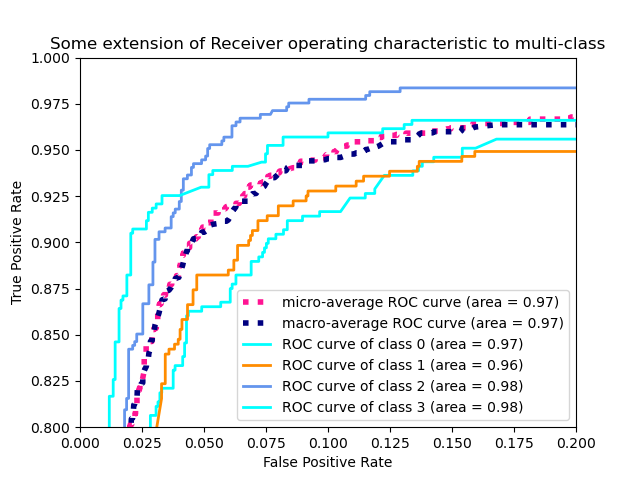 Some extension of Receiver operating characteristic to multi-class
1.000
0.975
0.950
0.925
0.900
0.875
0.850
0.825
0.800
True Positive Rate
micro-average ROC curve (area = 0.97)
macro-average ROC curve (area = 0.97)
ROC curve of class 0 (area = 0.97)
ROC curve of class 1 (area = 0.96)
ROC curve of class 2 (area = 0.98)
ROC curve of class 3 (area = 0.98)
0.000 0.025 0.050 0.075 0.100 0.125 0.150 0.175 0.200
False Positive Rate